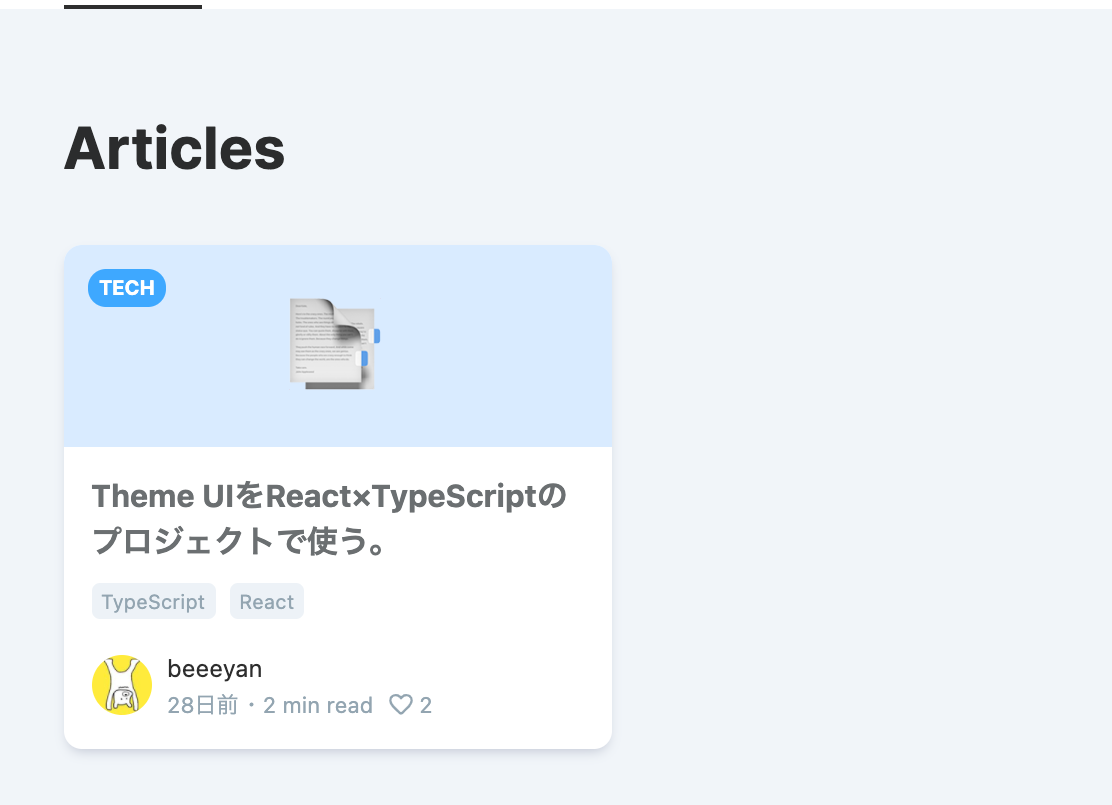 Articles
TECH
Theme UIをReact×TypeScriptの
プロジェクトで使う。
TypeScript React
beeeyan
28日前・2 min read 2